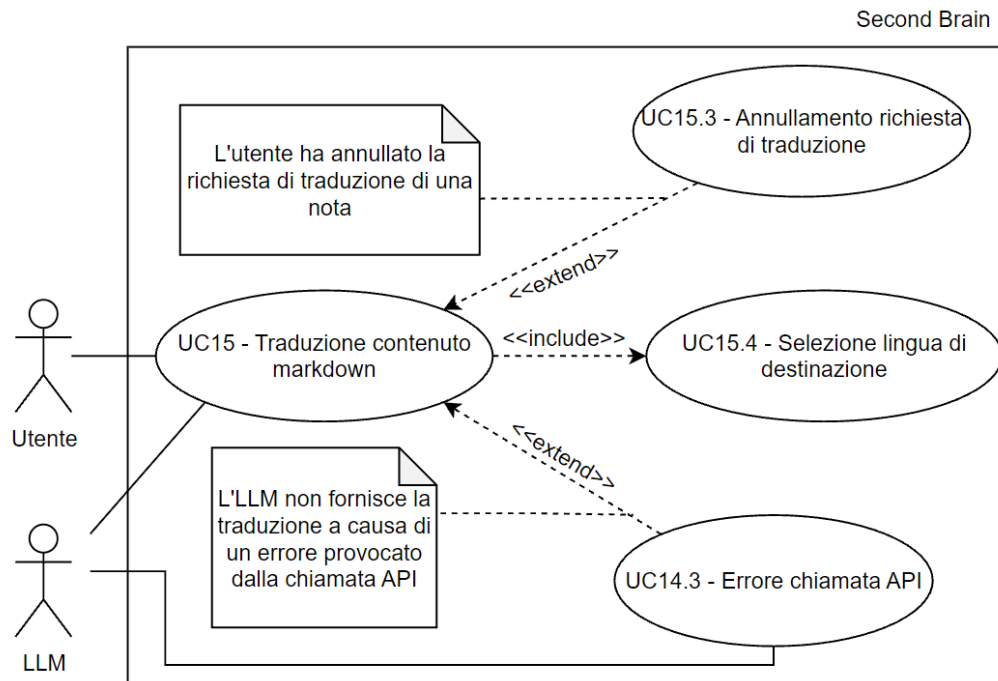 Second Brain
UC15.3 - Annullamento richiesta
di traduzione
L'utente ha annullato la
richiesta di traduzione di una
nota
<<extend>>
UC15 - Traduzione contenuto
markdown
<<include>>
UC15.4 - Selezione lingua di
destinazione
Utente
<<extend>>
L'LLM non fornisce la
traduzione a causa di
un errore provocato
dalla chiamata API
UC14.3 - Errore chiamata API
LLM